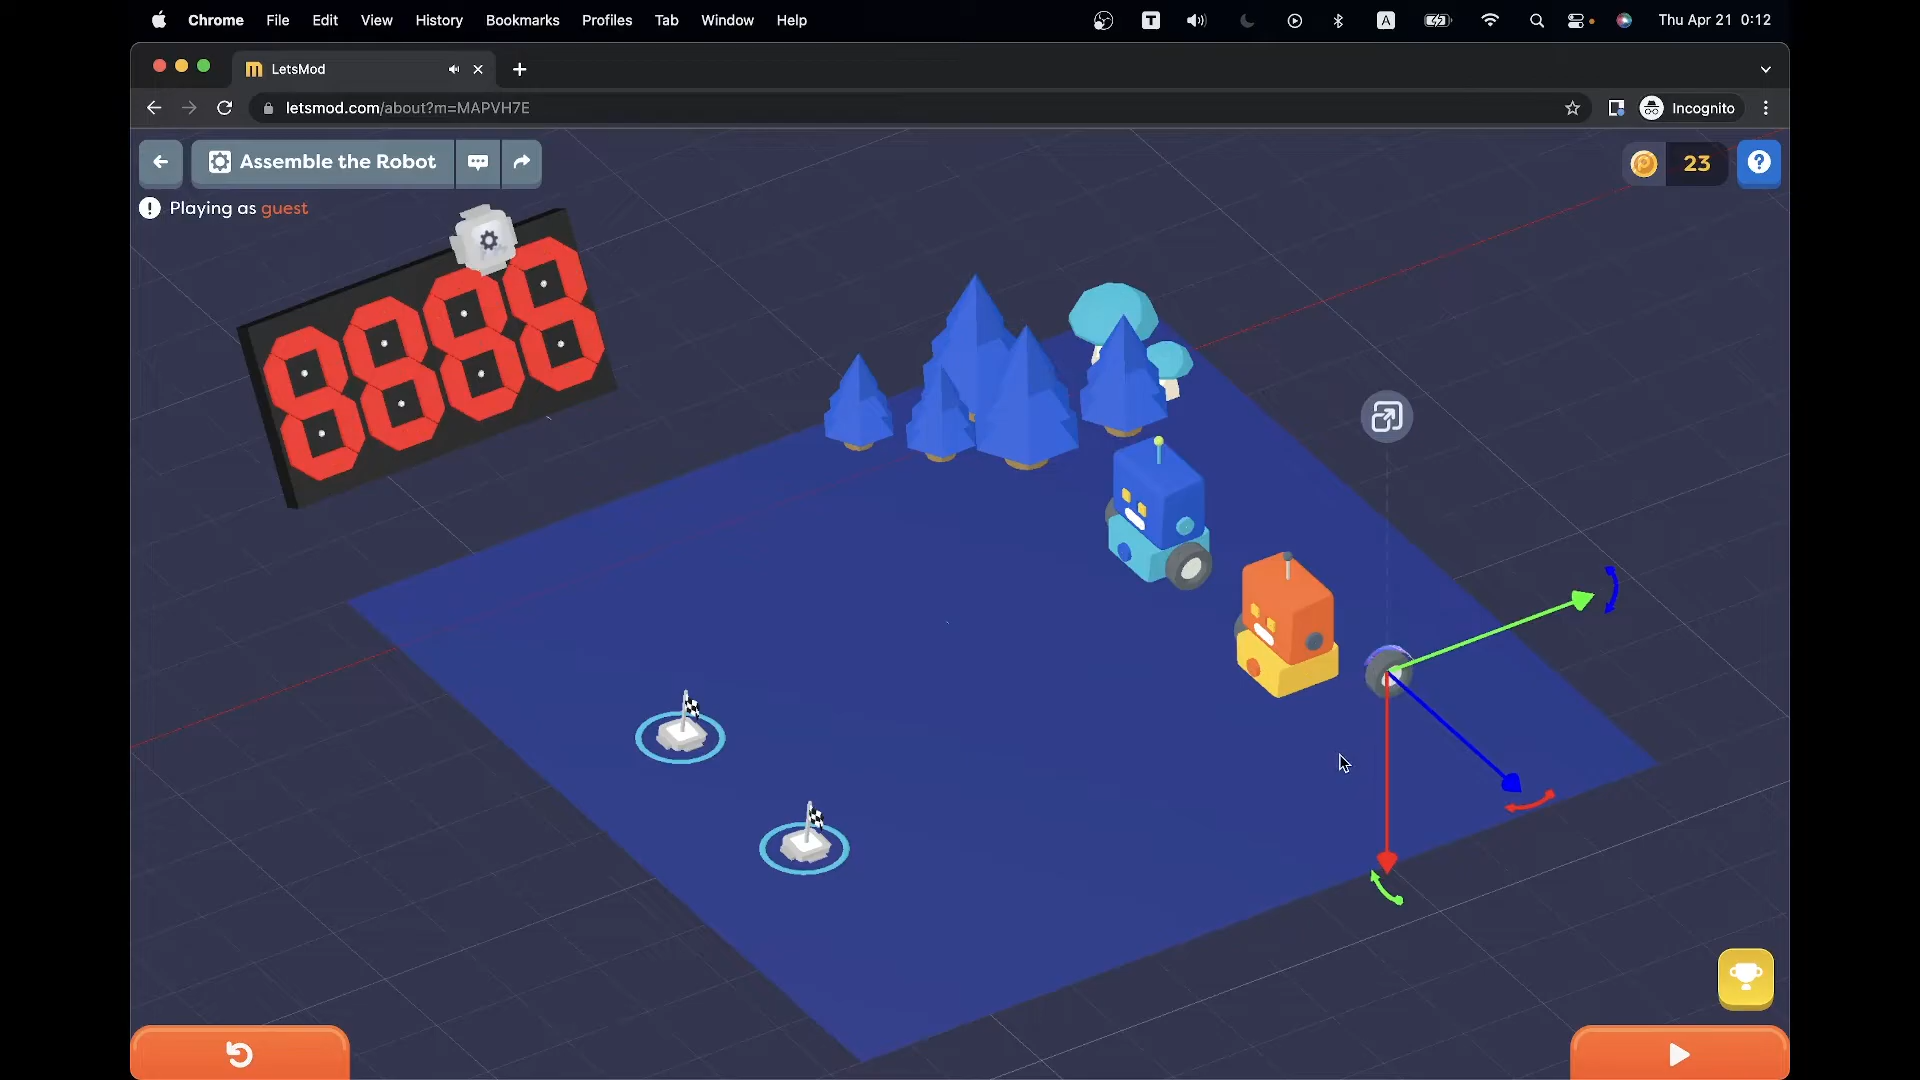 Chrome File Edit View History Bookmarks Profiles Tab Window Help
T
A
Thu Apr 21 0:12
LetsMod
letsmod.com/about?m=MAPVH7E
Incognito
Assemble the Robot
23
?
! Playing as guest
8888